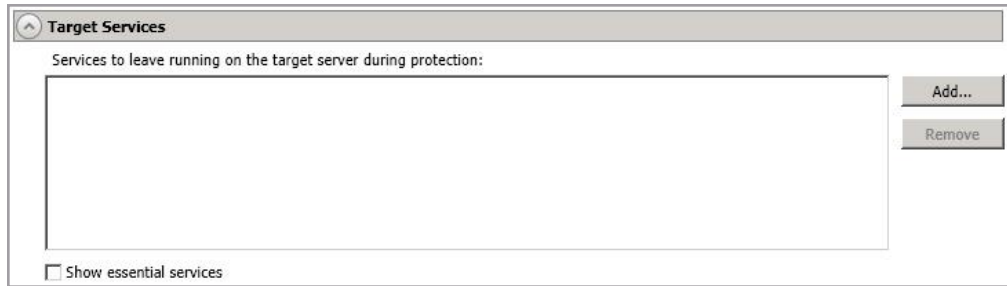 Target Services
Services to leave running on the target server during protection:
Add...
Remove
Show essential services